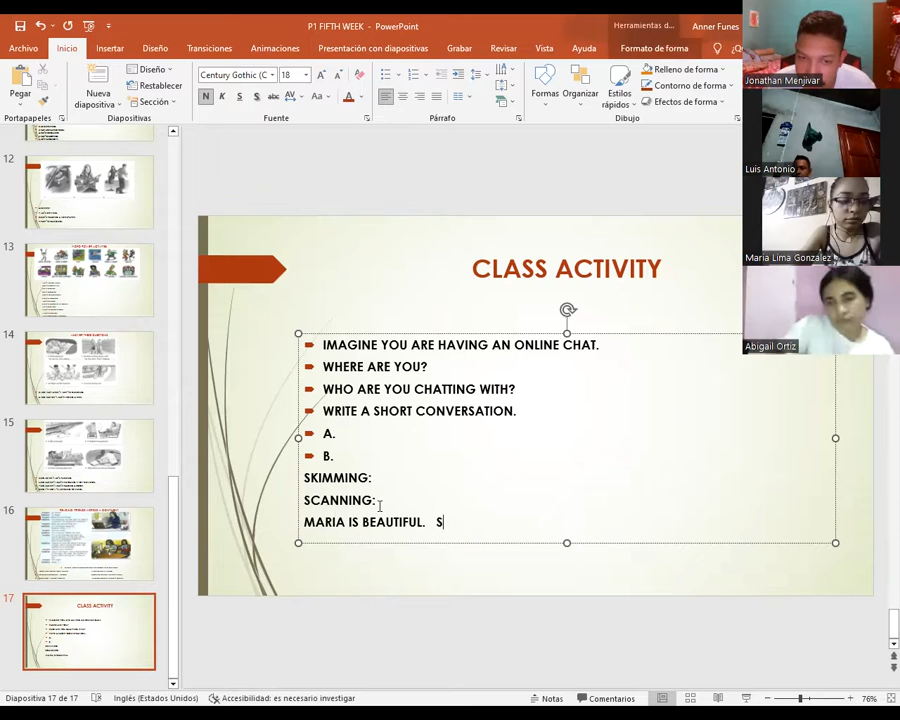 P1 FIFTH WEEK - PowerPoint
Herramientas d...
Anner Funes
Archivo
Inicio
Insertar
Diseño
Transiciones
Animaciones
Presentación con diapositivas
Grabar
Revisar
Vista
Ayuda
Formato de forma
Pegar
Nueva
diapositiva
Diseño
Restablecer
Sección
Century Gothic (C
18
N K S S abc AV
Aa A
Formas
Organizar
Estilos
rápidos
Relleno de forma
Contorno de forma
Efectos de forma
Portapapeles
Diapositivas
Fuente
Párrafo
Dibujo
Jonathan Menjivar
Luis Antonio
Maria Lima González
Abigail Ortiz
12
13
14
15
16
17
CLASS ACTIVITY
CLASS ACTIVITY
IMAGINE YOU ARE HAVING AN ONLINE CHAT.
WHERE ARE YOU?
WHO ARE YOU CHATTING WITH?
WRITE A SHORT CONVERSATION.
A.
B.
SKIMMING:
SCANNING:
MARIA IS BEAUTIFUL. S
Diapositiva 17 de 17
Inglés (Estados Unidos)
Accesibilidad: es necesario investigar
Notas
Comentarios
76%